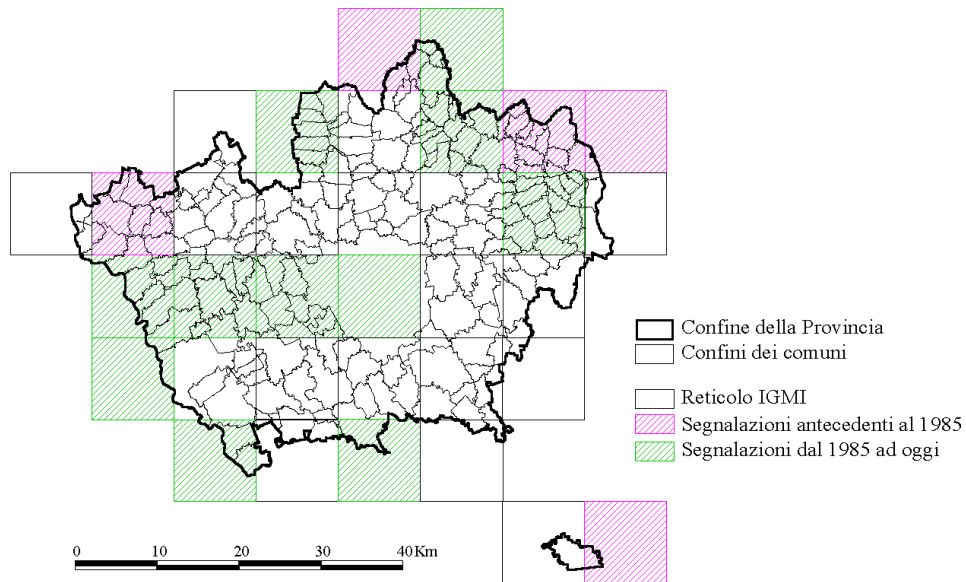 Confine della Provincia
Confini dei comuni
Reticolo IGMI
Segnalazioni antecedenti al 1985
Segnalazioni dal 1985 ad oggi
0 10 20 30 40 Km